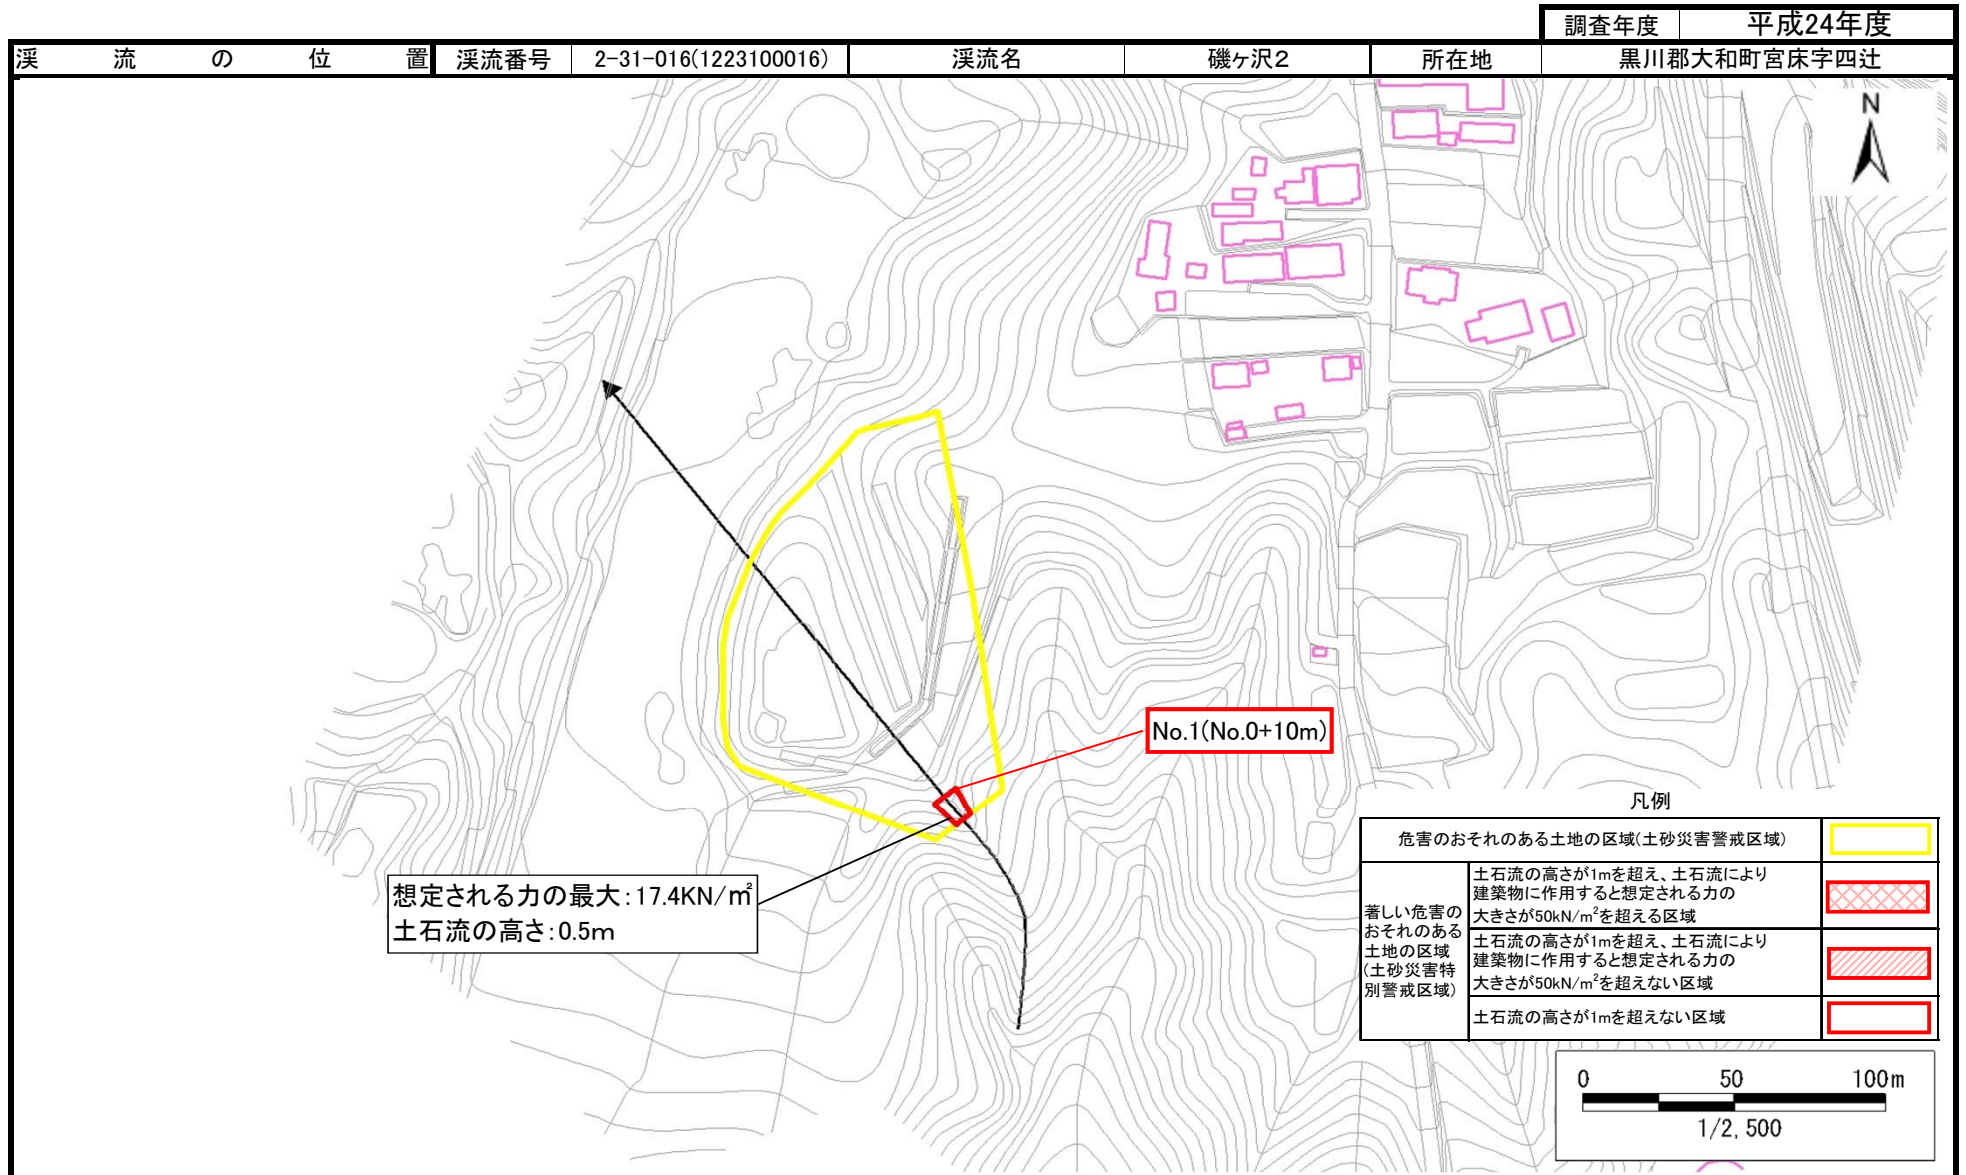 調査年度 平成24年度
渓流の位置 渓流番号 2-31-016(1223100016) 渓流名 磯ヶ沢2 所在地 黒川郡大和町宮床字四辻
N
No.1(No.0+10m)
想定される力の最大:17.4KN/㎡
土石流の高さ:0.5m
凡例
危害のおそれのある土地の区域(土砂災害警戒区域)
著しい危害の
おそれのある
土地の区域
(土砂災害特
別警戒区域)
土石流の高さが1mを超え、土石流により
建築物に作用すると想定される力の
大きさが50kN/m²を超える区域
土石流の高さが1mを超え、土石流により
建築物に作用すると想定される力の
大きさが50kN/m²を超えない区域
土石流の高さが1mを超えない区域
0 50 100m
1/2,500